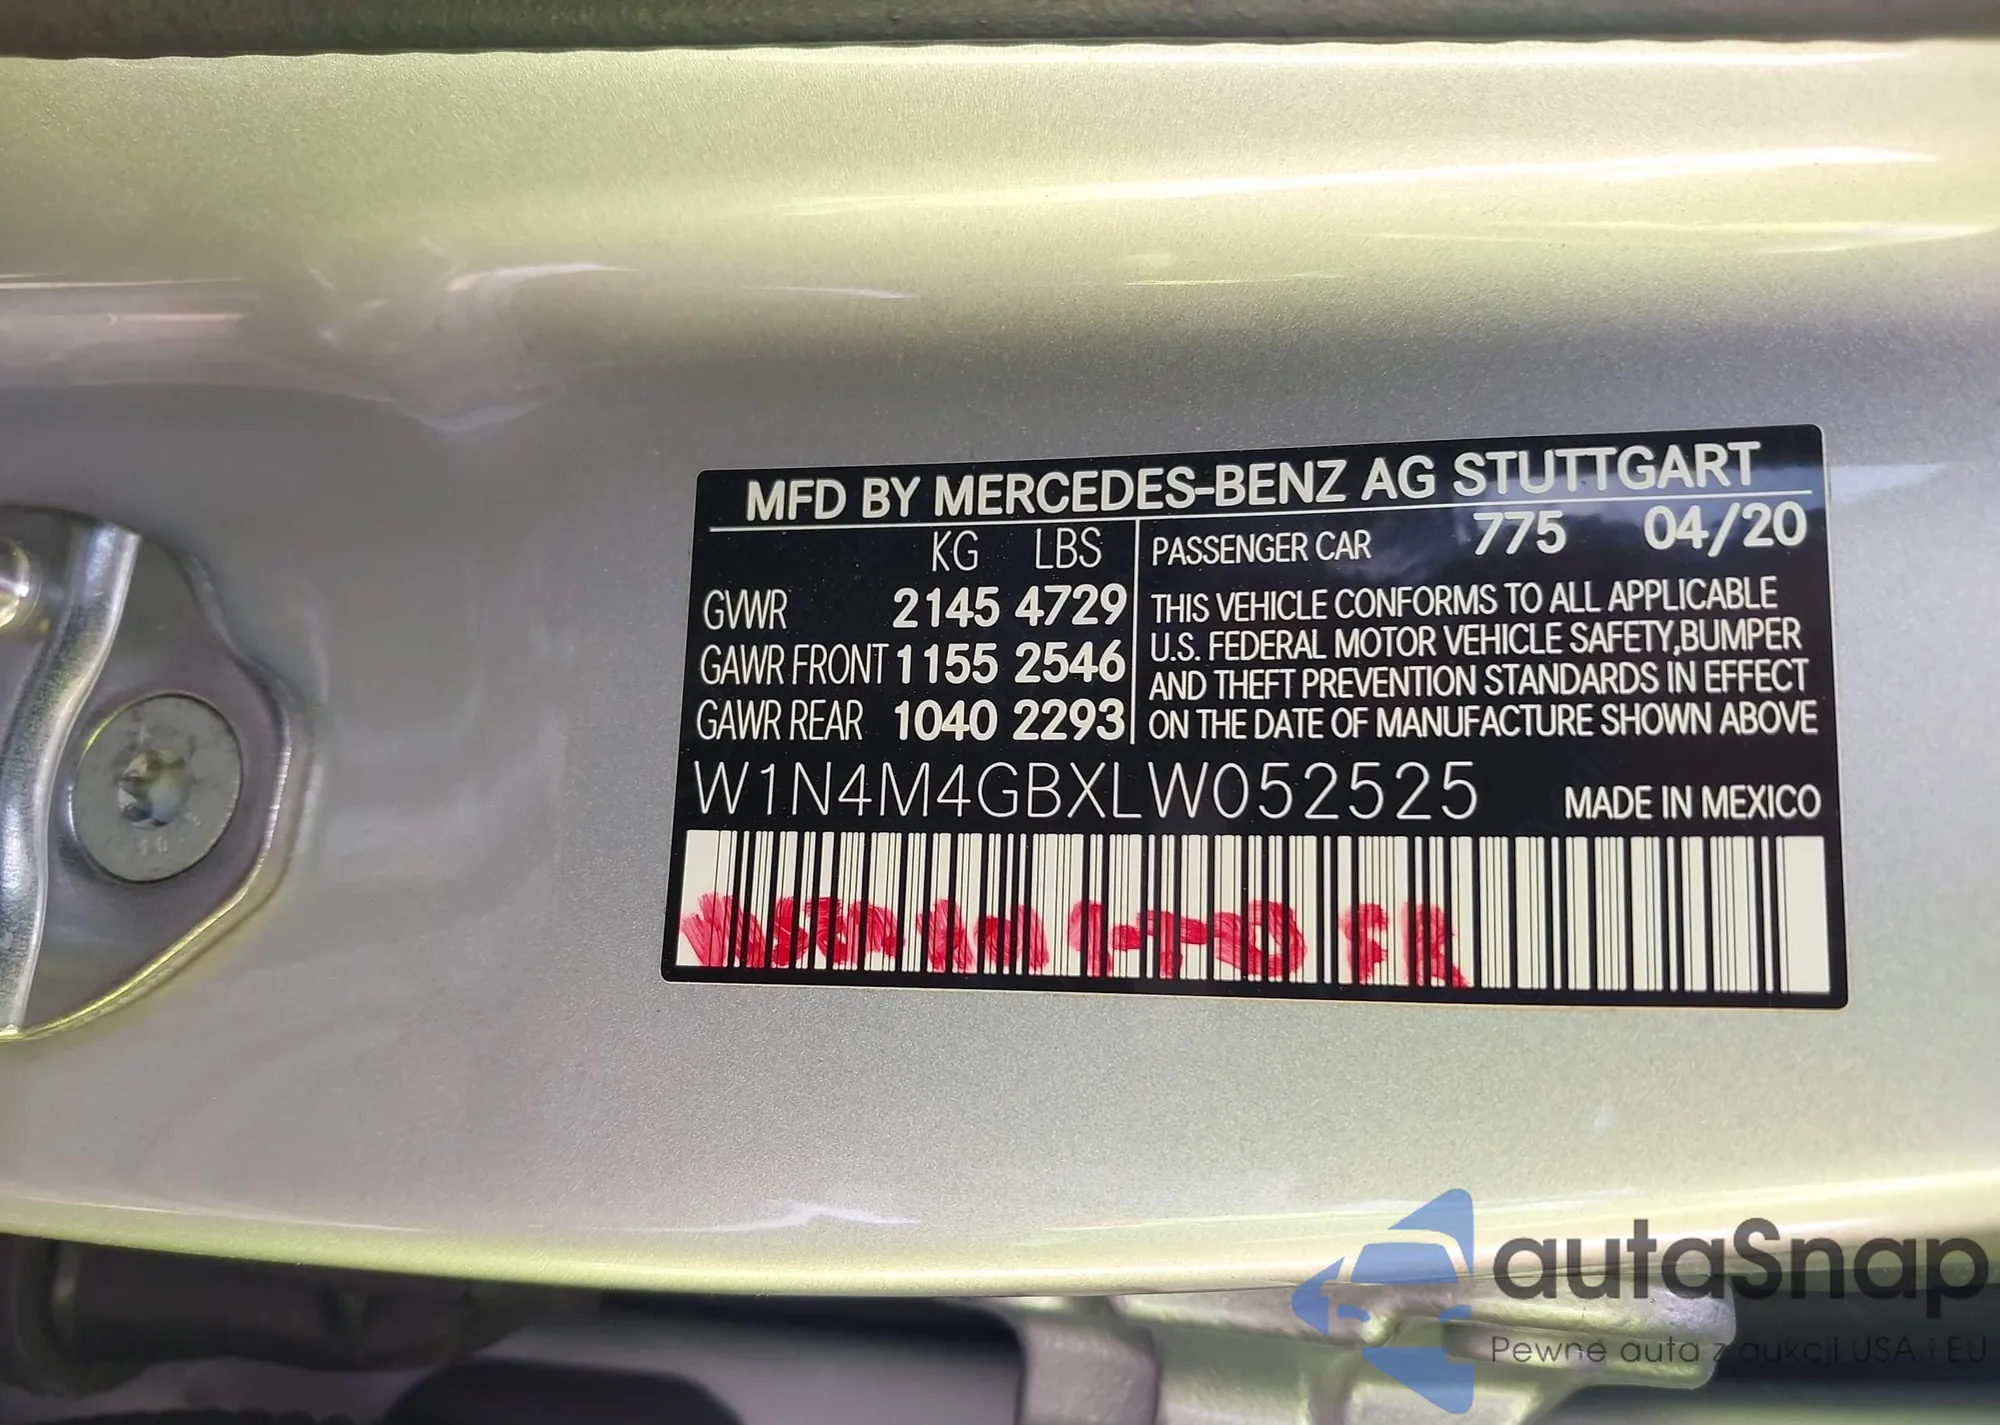 MFD BY MERCEDES-BENZ AG STUTTGART
KG LBS
GVWR 2145 4729
GAWR FRONT 1155 2546
GAWR REAR 1040 2293
PASSENGER CAR 775 04/20
THIS VEHICLE CONFORMS TO ALL APPLICABLE
U.S. FEDERAL MOTOR VEHICLE SAFETY,BUMPER
AND THEFT PREVENTION STANDARDS IN EFFECT
ON THE DATE OF MANUFACTURE SHOWN ABOVE
W1N4M4GBXLW052525 MADE IN MEXICO
autaSnap
Pewne auta z aukcji USA i EU